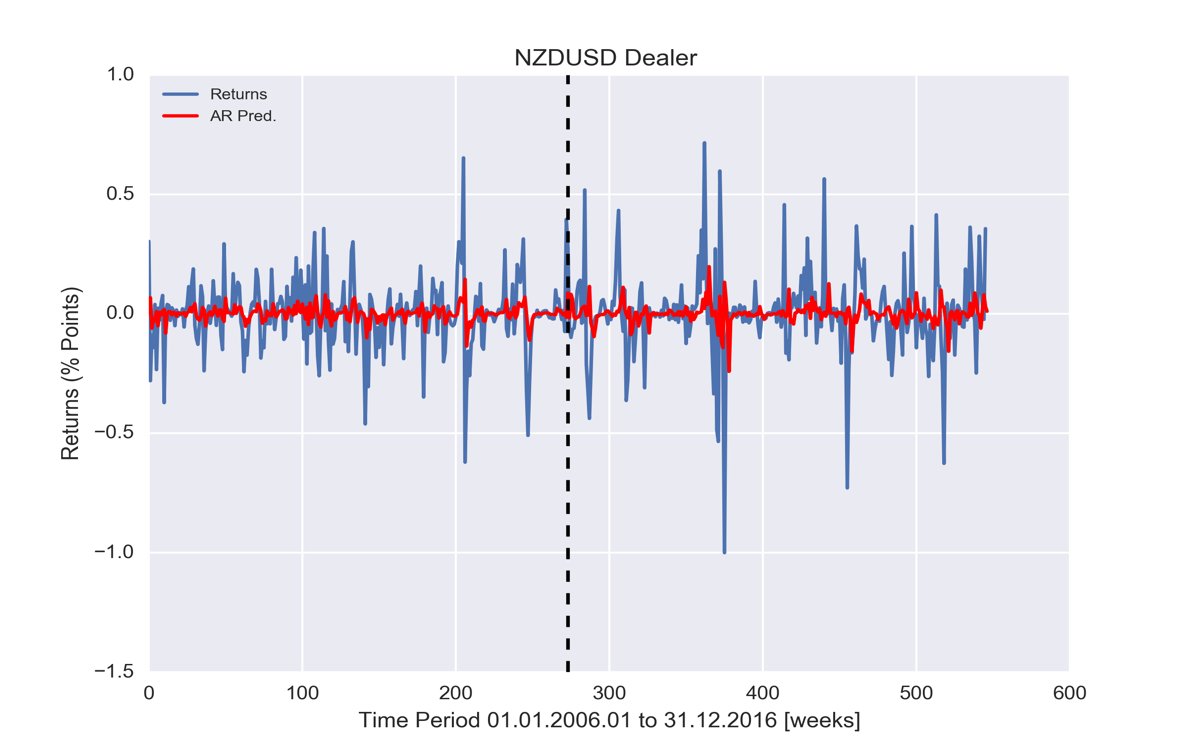 NZDUSD Dealer
1.0
0.5
0.0
−0.5
−1.0
−1.5
Returns (% Points)
Returns
AR Pred.
0 100 200 300 400 500 600
Time Period 01.01.2006.01 to 31.12.2016 [weeks]